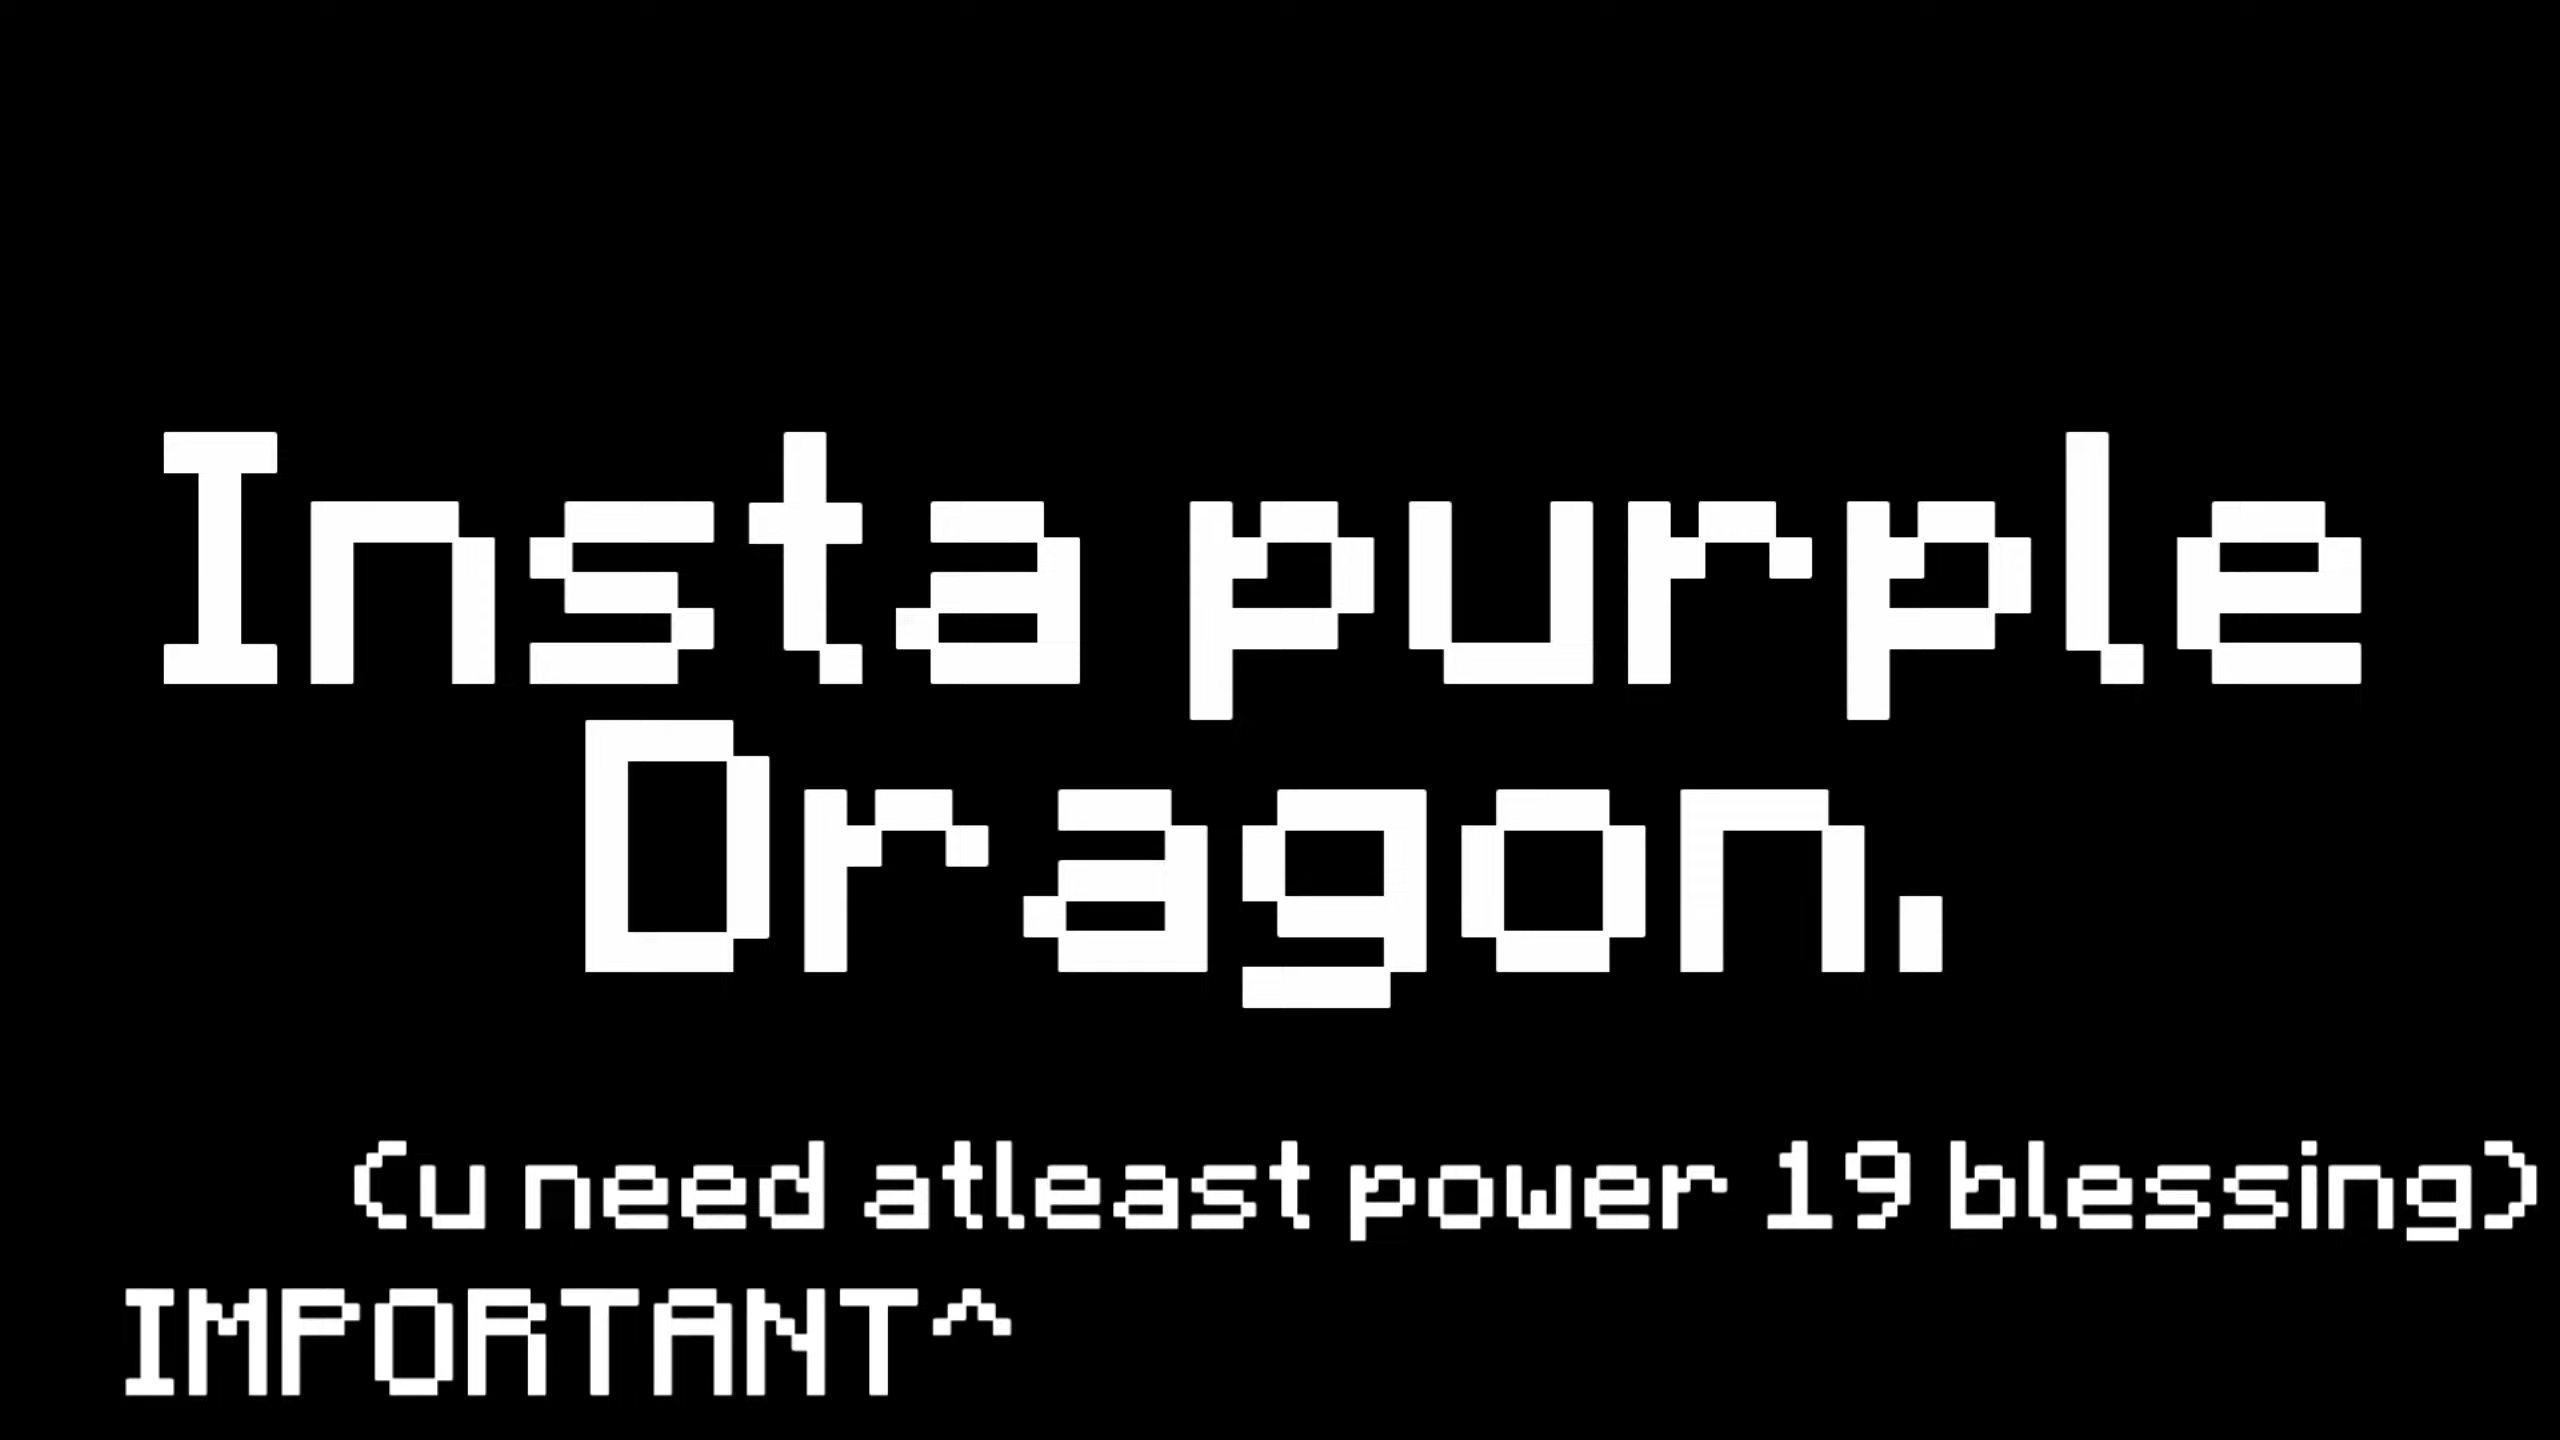 Insta purple
Dragon.
(u need atleast power 19 blessing)
IMPORTANT^